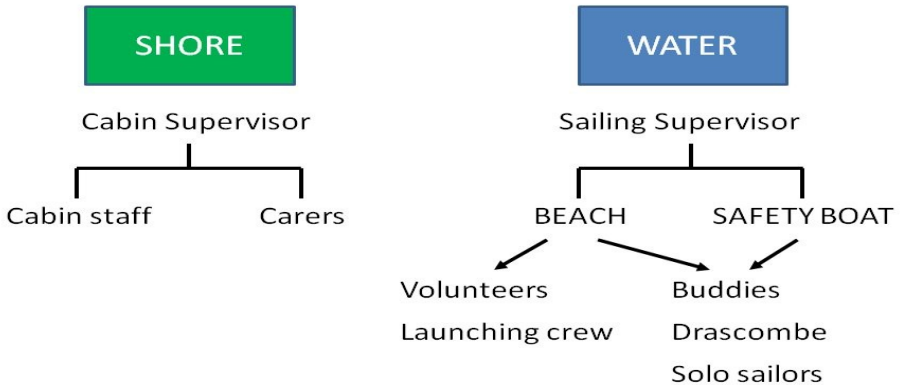 SHORE
WATER
Cabin Supervisor
Sailing Supervisor
Cabin staff
Carers
BEACH
SAFETY BOAT
Volunteers
Buddies
Launching crew
Drascombe
Solo sailors